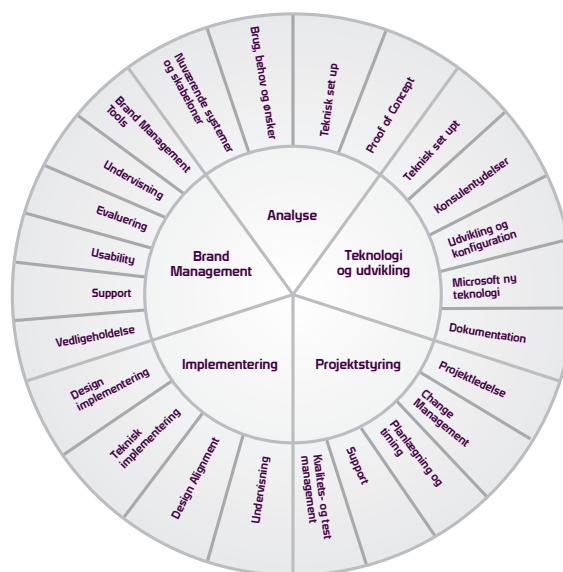 Analyse
Teknologi
og udvikling
Projektstyring
Implementering
Brand
Management
Nuværende systemer
og skabeloner
Brug, behov og ønsker
Teknisk set up
Proof of Concept
Teknisk set upt
Konsulentydelser
Udvikling og
konfiguration
Microsoft ny
teknologi
Dokumentation
Projektledelse
Change
Management
Planlægning og
timing
Support
Kvalitets- og test
management
Undervisning
Design Alignment
Teknisk
implementering
Design
implementering
Vedligeholdelse
Support
Usability
Evaluering
Undervisning
Brand Management
Tools